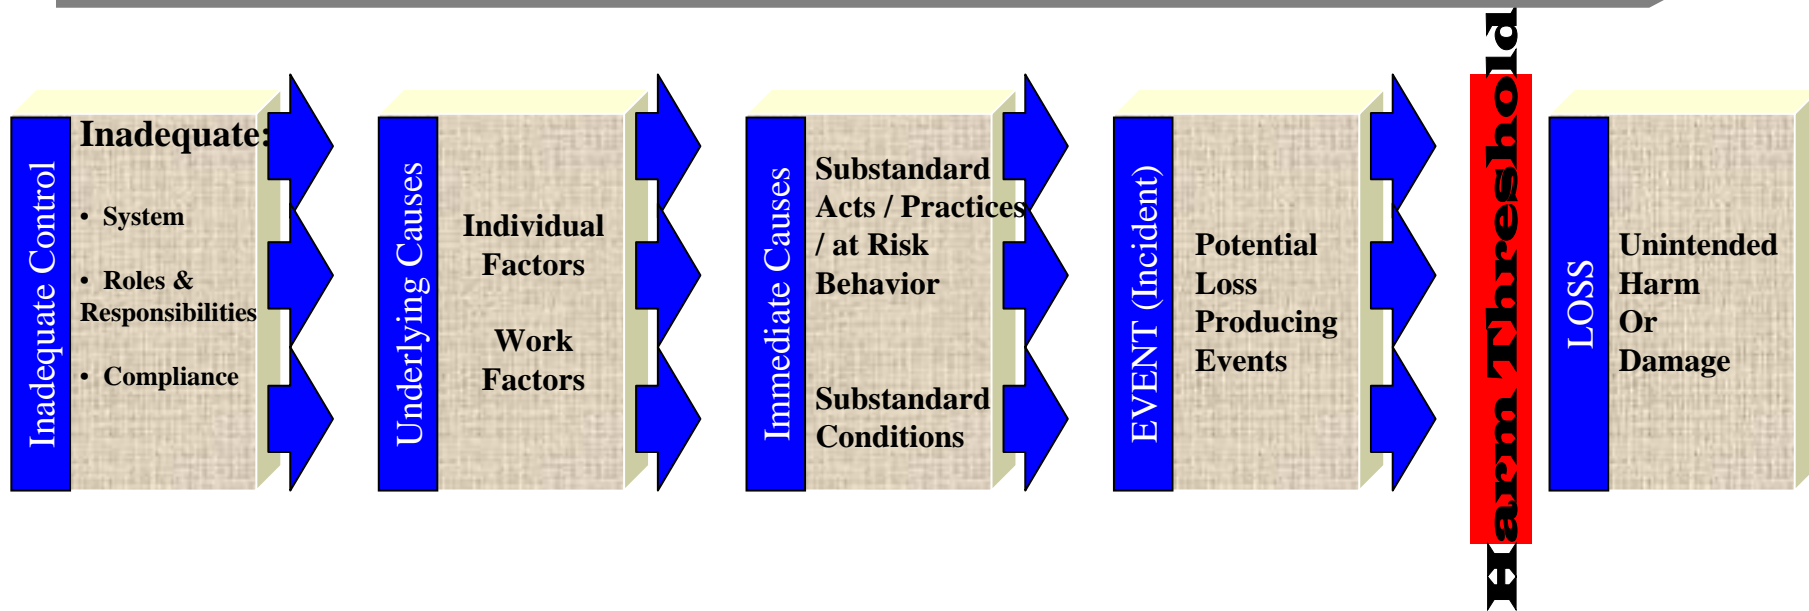 Inadequate Control
Inadequate:
• System
• Roles &
Responsibilities
• Compliance
Underlying Causes
Individual
Factors
Work
Factors
Immediate Causes
Substandard
Acts / Practices
/ at Risk
Behavior
Substandard
Conditions
EVENT (Incident)
Potential
Loss
Producing
Events
Harm Threshold
LOSS
Unintended
Harm
Or
Damage